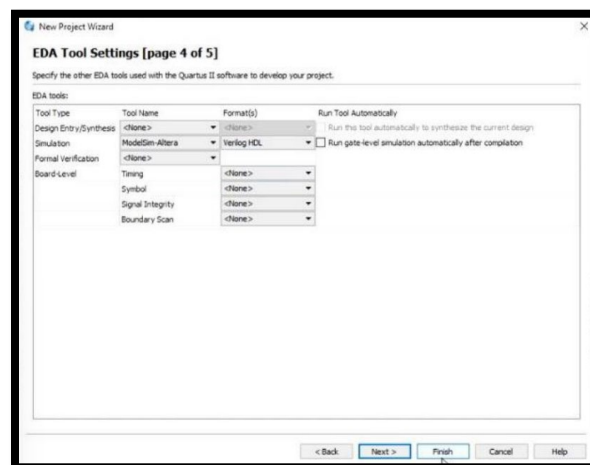 New Project Wizard
EDA Tool Settings [page 4 of 5]
Specify the other EDA tools used with the Quartus II software to develop your project.
EDA tools:
Tool Type Tool Name Format(s) Run Tool Automatically
Design Entry/Synthesis <None> <None> Run this tool automatically to synthesize the current design
Simulation ModelSim-Altera Verilog HDL Run gate-level simulation automatically after compilation
Formal Verification <None>
Board-Level Timing <None>
Symbol <None>
Signal Integrity <None>
Boundary Scan <None>
< Back Next > Finish Cancel Help